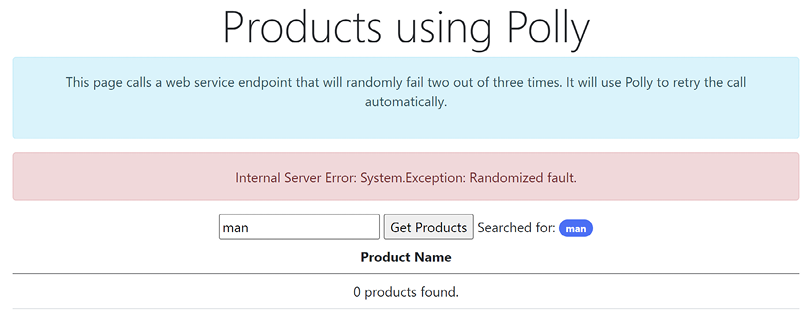 Products using Polly
This page calls a web service endpoint that will randomly fail two out of three times. It will use Polly to retry the call
automatically.
Internal Server Error: System.Exception: Randomized fault.
man Get Products Searched for: man
Product Name
0 products found.